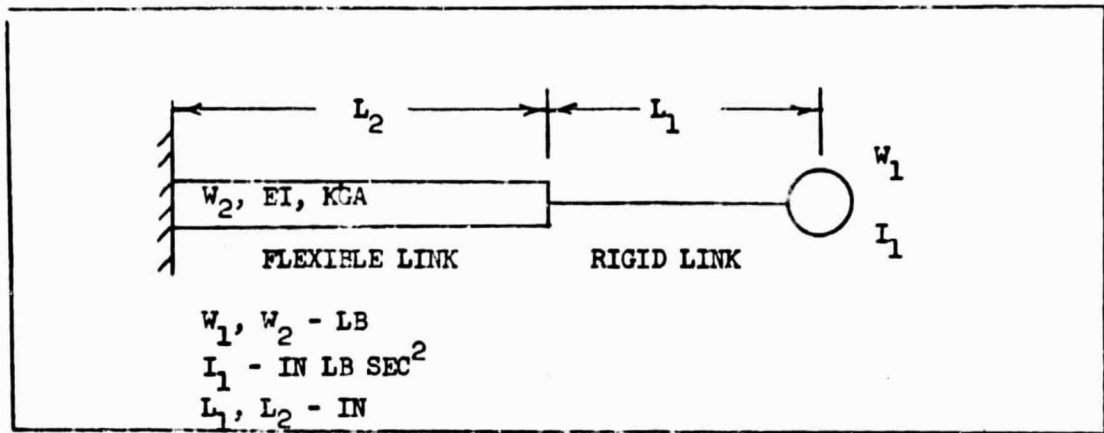 L₂ L₁
W₁
W₂, EI, KGA
I₁
FLEXIBLE LINK RIGID LINK
W₁, W₂ - LB
I₁ - IN LB SEC²
L₁, L₂ - IN